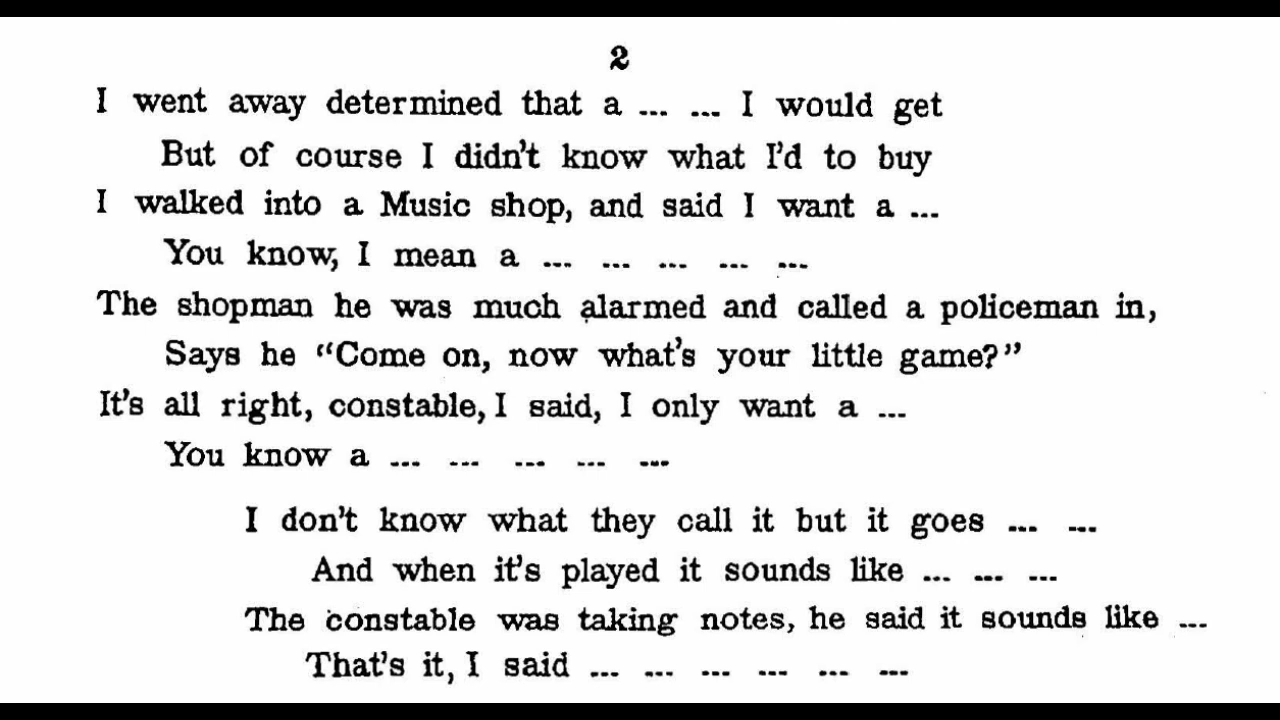 2
I went away determined that a ... ... I would get
But of course I didn't know what I'd to buy
I walked into a Music shop, and said I want a ...
You know, I mean a ... ... ... ... ...
The shopman he was much alarmed and called a policeman in,
Says he “Come on, now what's your little game?”
It's all right, constable, I said, I only want a ...
You know a ... ... ... ... ...
I don't know what they call it but it goes ... ...
And when it's played it sounds like ... ... ...
The constable was taking notes, he said it sounds like ...
That's it, I said ... ... ... ... ... ...